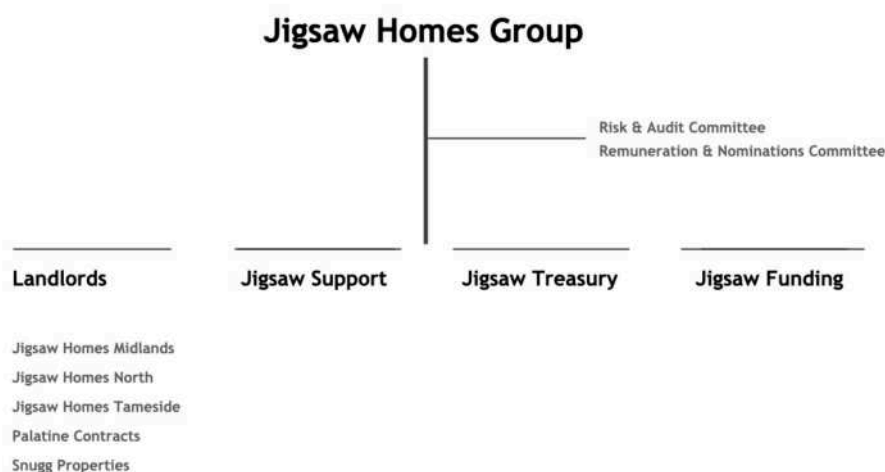 Jigsaw Homes Group
Risk & Audit Committee
Remuneration & Nominations Committee
Landlords
Jigsaw Support
Jigsaw Treasury
Jigsaw Funding
Jigsaw Homes Midlands
Jigsaw Homes North
Jigsaw Homes Tameside
Palatine Contracts
Snugg Properties